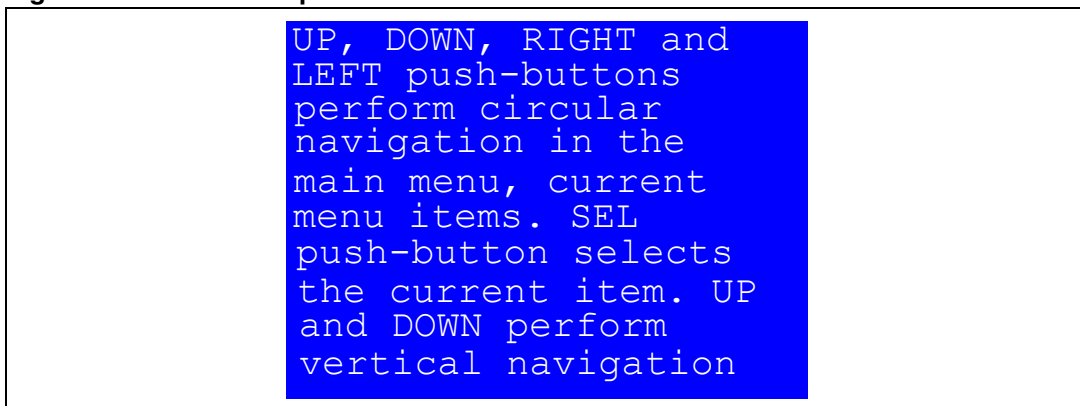 UP, DOWN, RIGHT and
LEFT push-buttons
perform circular
navigation in the
main menu, current
menu items. SEL
push-button selects
the current item. UP
and DOWN perform
vertical navigation